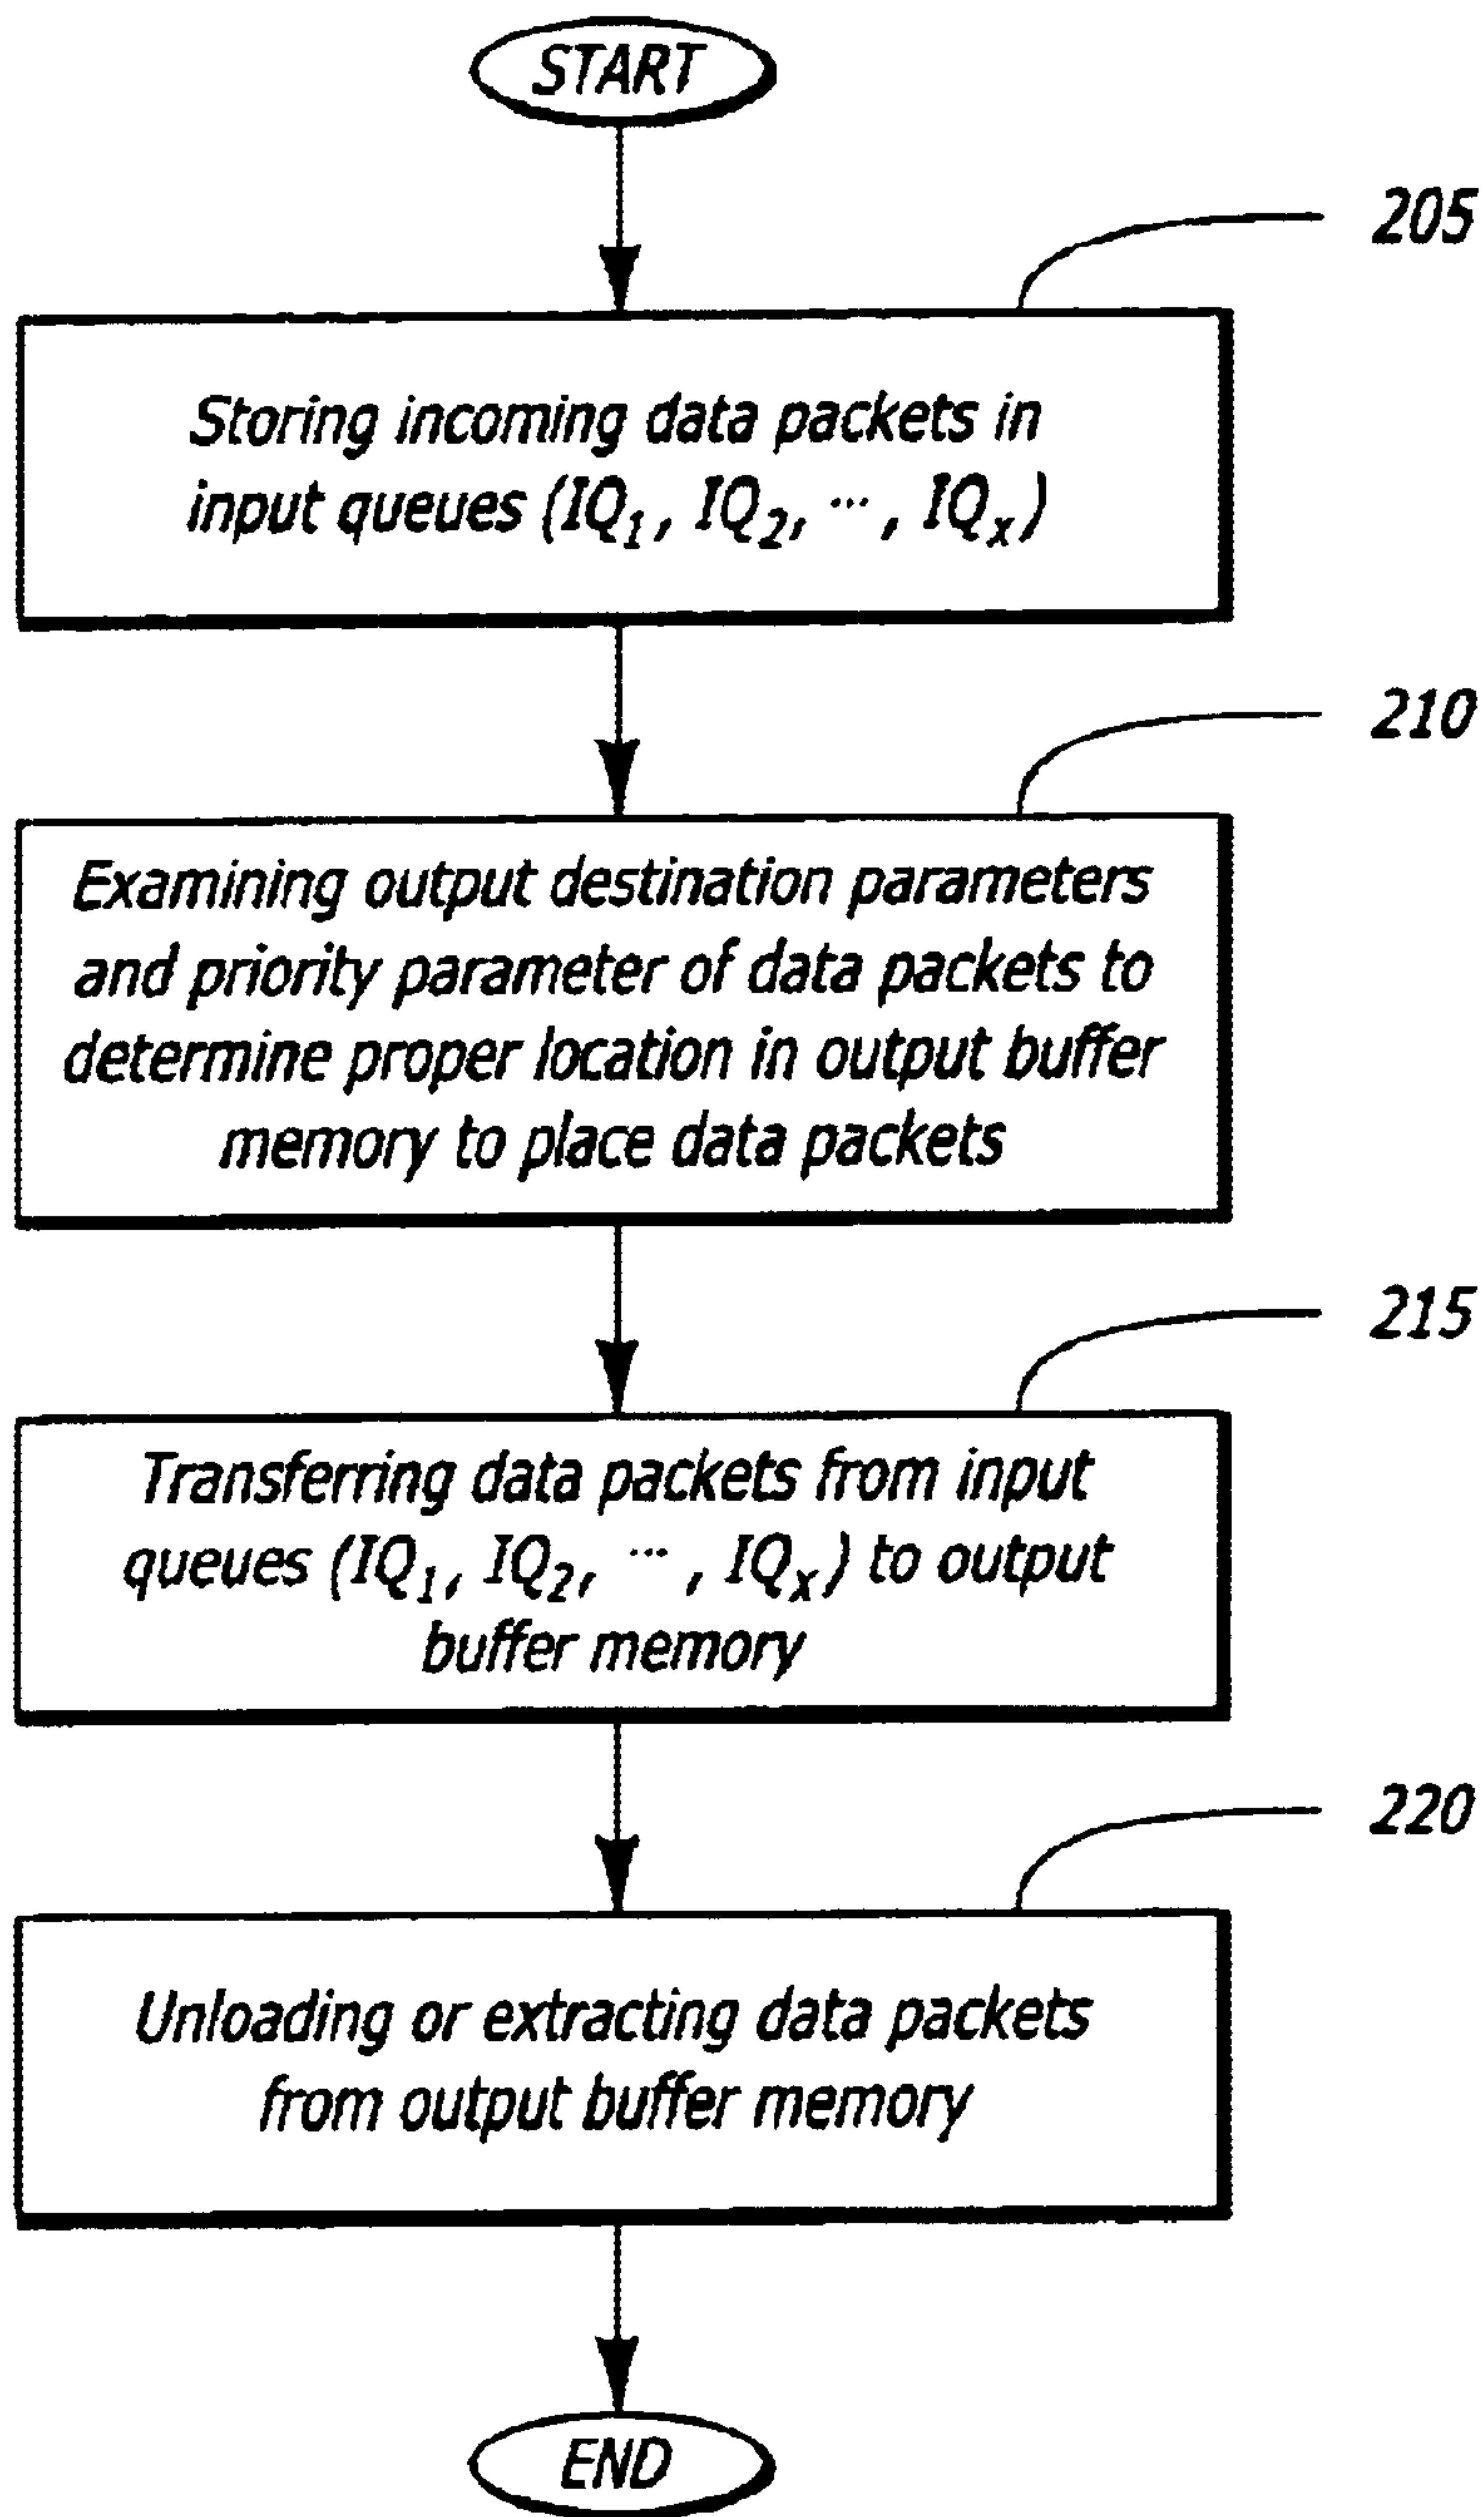 START
205
Storing incoming data packets in
input queues (IQ₁, IQ₂, ..., IQₓ)
210
Examining output destination parameters
and priority parameter of data packets to
determine proper location in output buffer
memory to place data packets
215
Transferring data packets from input
queues (IQ₁, IQ₂, ..., IQₓ) to output
buffer memory
220
Unloading or extracting data packets
from output buffer memory
END